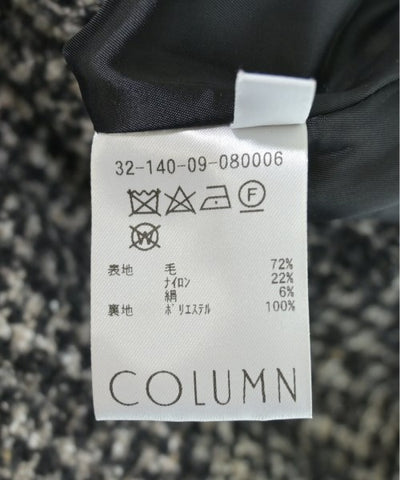 32-140-09-080006
F
W
表地 毛 72%
ナイロン 22%
絹 6%
裏地 ポリエステル 100%
COLUMN